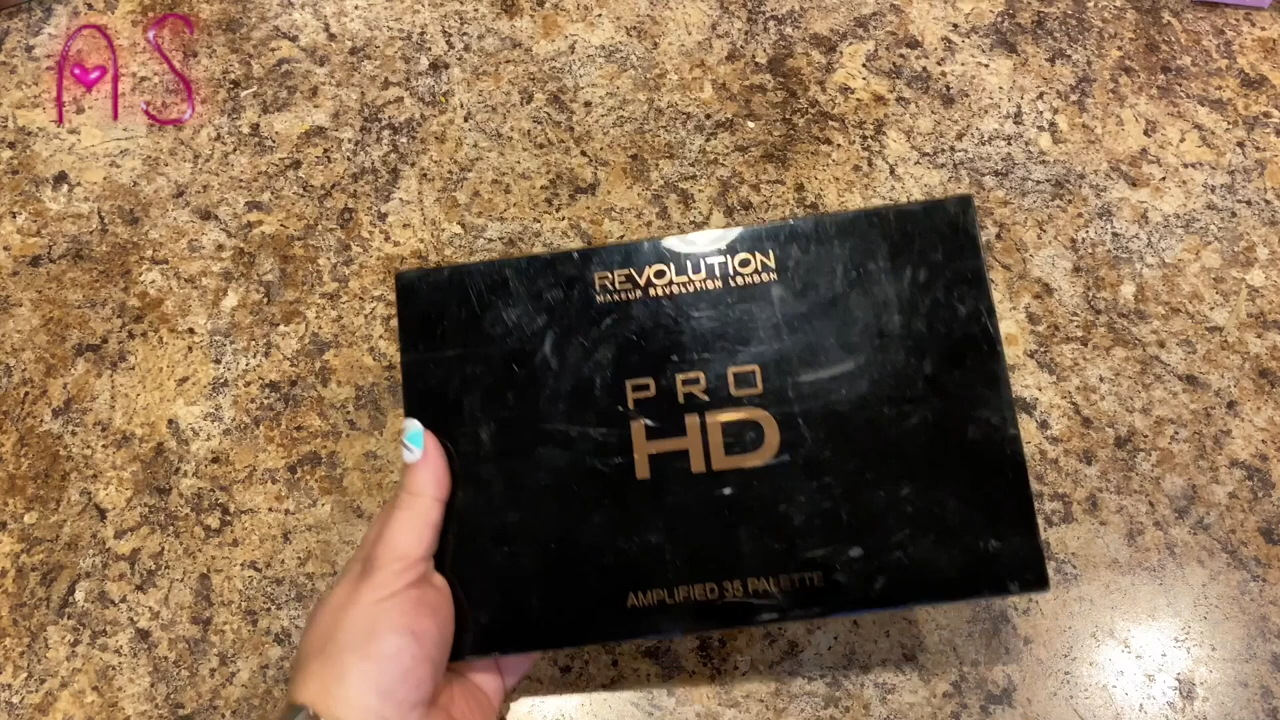 AS
REVOLUTION
MAKEUP REVOLUTION LONDON
PRO
HD
AMPLIFIED 35 PALETTE